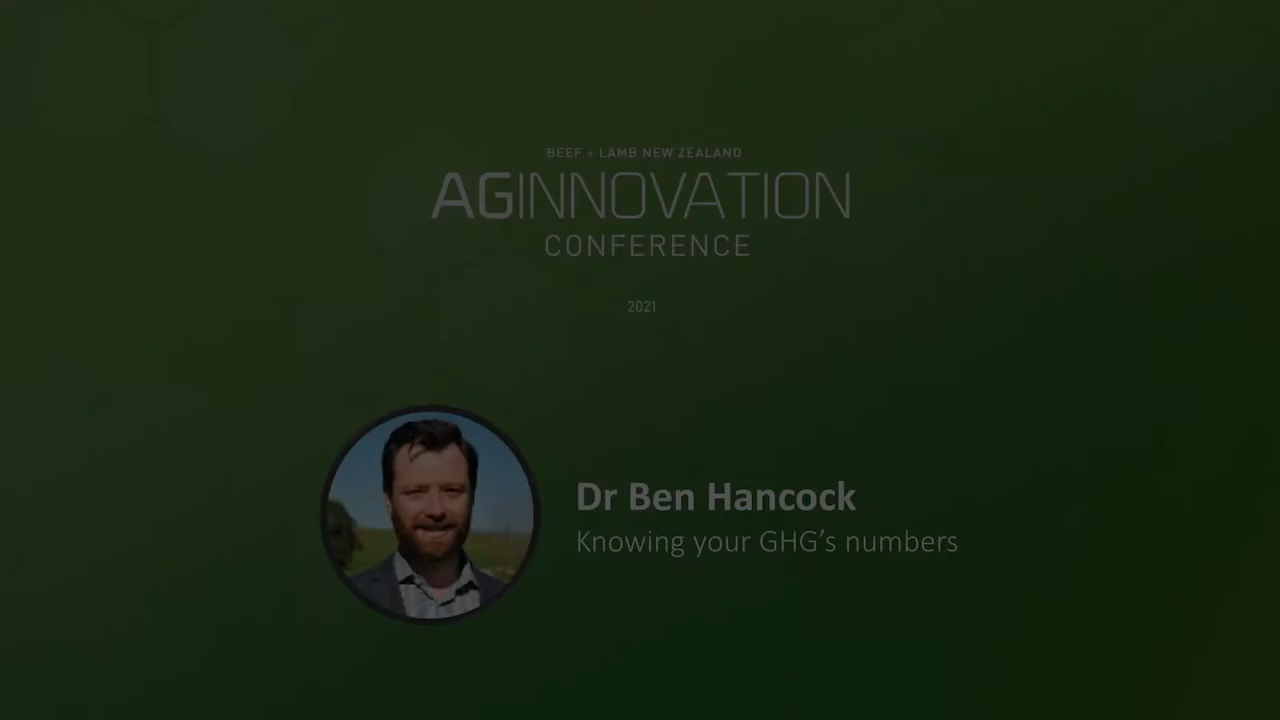 BEEF + LAMB NEW ZEALAND
AGINNOVATION
CONFERENCE
2021
Dr Ben Hancock
Knowing your GHG's numbers